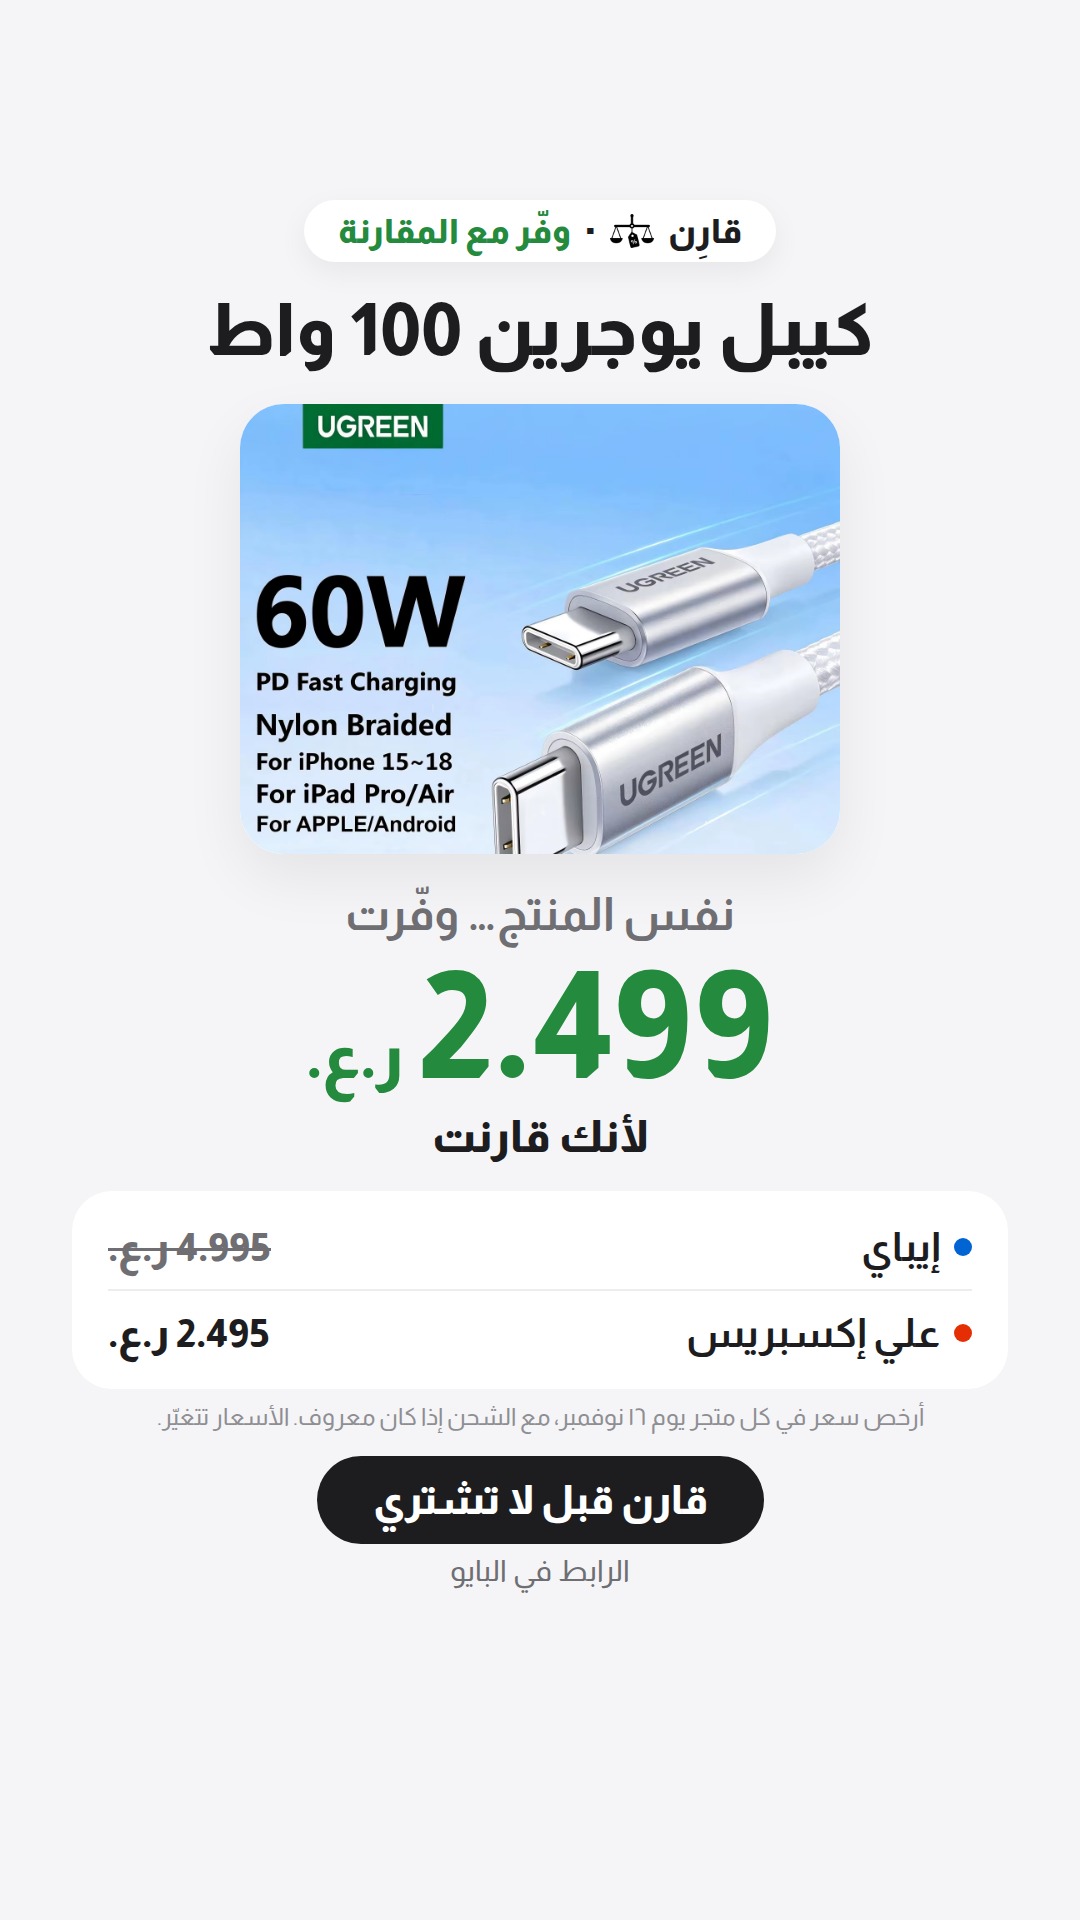 قارِن · وفّر مع المقارنة
كيبل يوجرين 100 واط
UGREEN
60W
PD Fast Charging
Nylon Braided
For iPhone 15~18
For iPad Pro/Air
For APPLE/Android
UGREEN
UGREEN
نفس المنتج... وفّرت
2.499 ر.ع.
لأنك قارنت
إيباي 4.995 ر.ع.
علي إكسبريس 2.495 ر.ع.
أرخص سعر في كل متجر يوم ١٦ نوفمبر، مع الشحن إذا كان معروف. الأسعار تتغيّر.
قارن قبل لا تشتري
الرابط في البايو